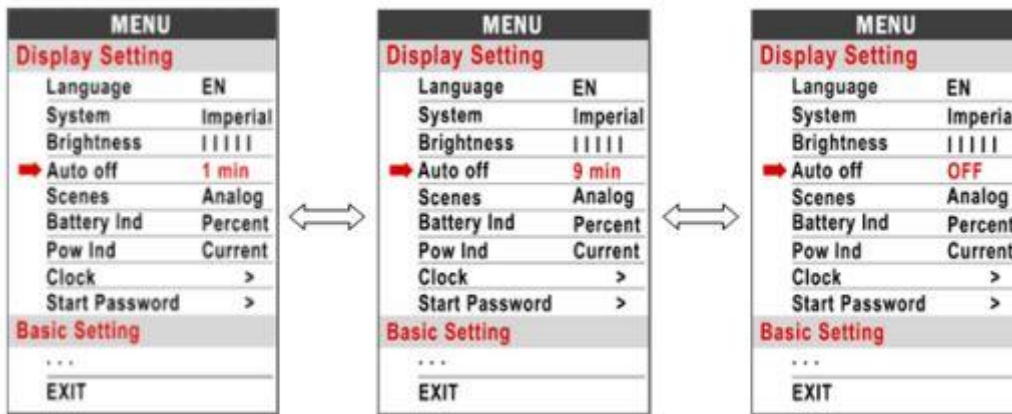 MENU
Display Setting
Language EN
System Imperial
Brightness | | | | |
Auto off 1 min
Scenes Analog
Battery Ind Percent
Pow Ind Current
Clock >
Start Password >
Basic Setting
. . .
EXIT
MENU
Display Setting
Language EN
System Imperial
Brightness | | | | |
Auto off 9 min
Scenes Analog
Battery Ind Percent
Pow Ind Current
Clock >
Start Password >
Basic Setting
. . .
EXIT
MENU
Display Setting
Language EN
System Imperia
Brightness | | | | |
Auto off OFF
Scenes Analog
Battery Ind Percent
Pow Ind Current
Clock >
Start Password >
Basic Setting
. . .
EXIT